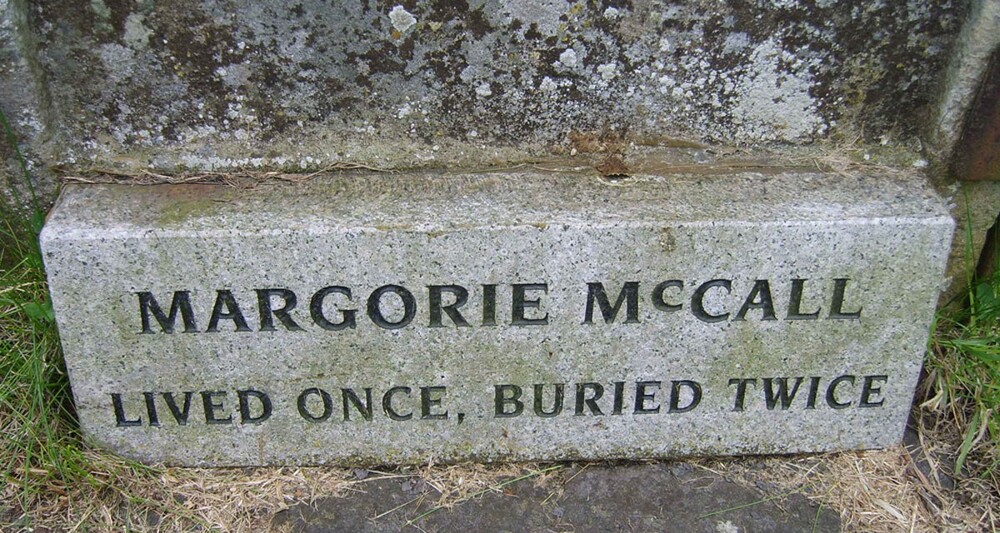 MARGORIE McCALL
LIVED ONCE, BURIED TWICE